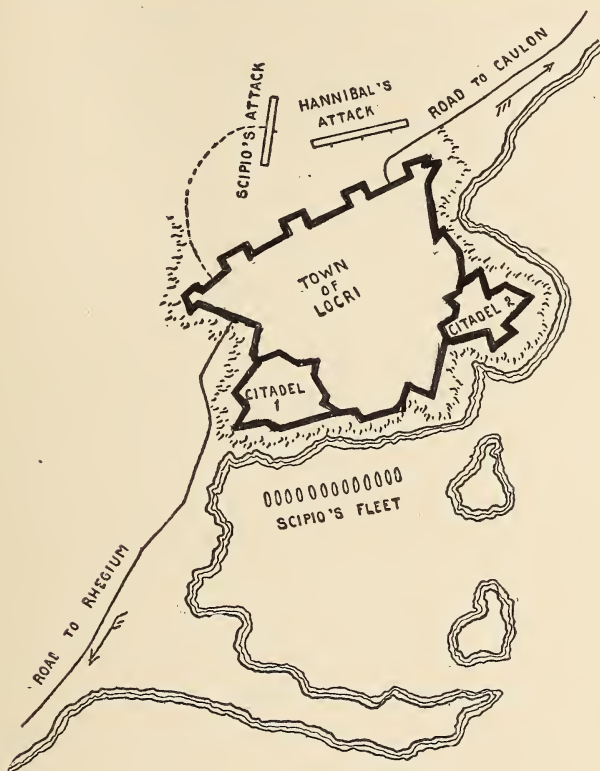 ROAD TO CAULON
SCIPIO'S ATTACK
HANNIBAL'S
ATTACK
TOWN
OF
LOCRI
CITADEL 2
CITADEL
1
SCIPIO'S FLEET
ROAD TO RHEGIUM